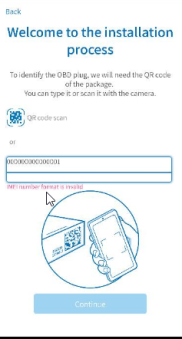 Back
Welcome to the installation
process
To identify the OBD plug, we will need the QR code
of the package.
You can type it or scan it with the camera.
QR code scan
or
IMEI number format is invalid
Continue